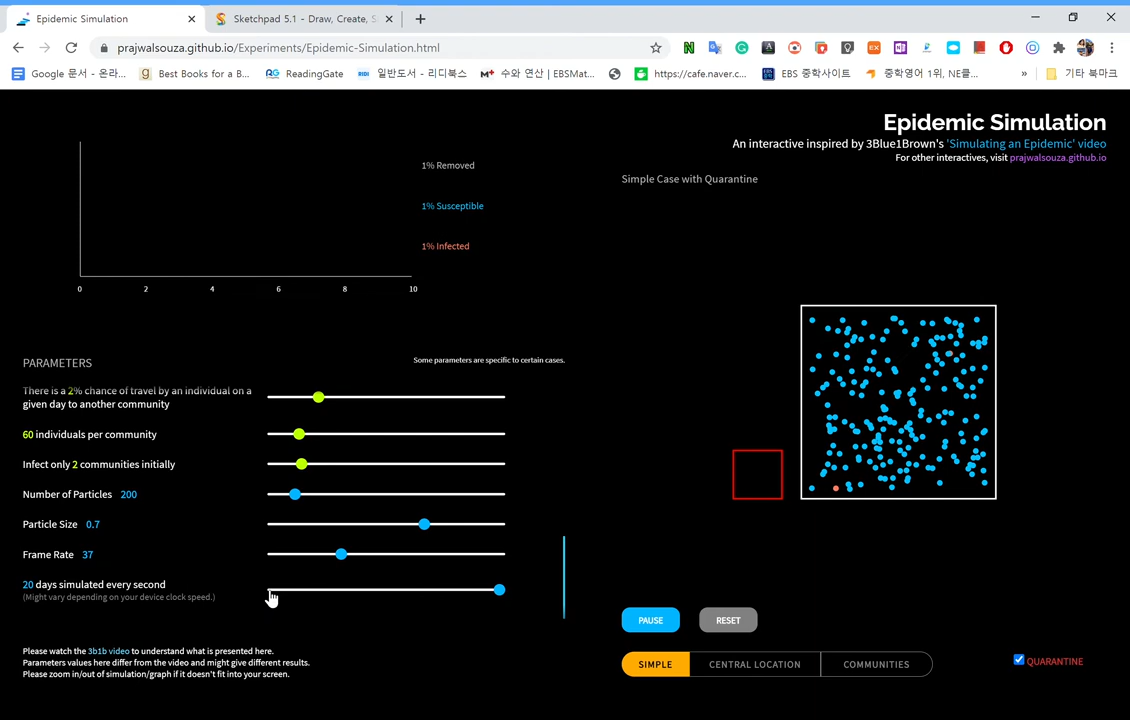 Epidemic Simulation
Sketchpad 5.1 - Draw, Create, S
prajwalsouza.github.io/Experiments/Epidemic-Simulation.html
Google 문서 - 온라...
Best Books for a B...
ReadingGate
일반도서 - 리디북스
수와 연산 | EBSMat...
https://cafe.naver.c...
EBS 중학사이트
중학영어 1위, NE클...
»
기타 북마크
Epidemic Simulation
An interactive inspired by 3Blue1Brown's 'Simulating an Epidemic' video
For other interactives, visit prajwalsouza.github.io
Simple Case with Quarantine
1% Removed
1% Susceptible
1% Infected
0 2 4 6 8 10
PARAMETERS
Some parameters are specific to certain cases.
There is a 2% chance of travel by an individual on a
given day to another community
60 individuals per community
Infect only 2 communities initially
Number of Particles 200
Particle Size 0.7
Frame Rate 37
20 days simulated every second
(Might vary depending on your device clock speed.)
Please watch the 3b1b video to understand what is presented here.
Parameters values here differ from the video and might give different results.
Please zoom in/out of simulation/graph if it doesn't fit into your screen.
PAUSE
RESET
SIMPLE
CENTRAL LOCATION
COMMUNITIES
QUARANTINE